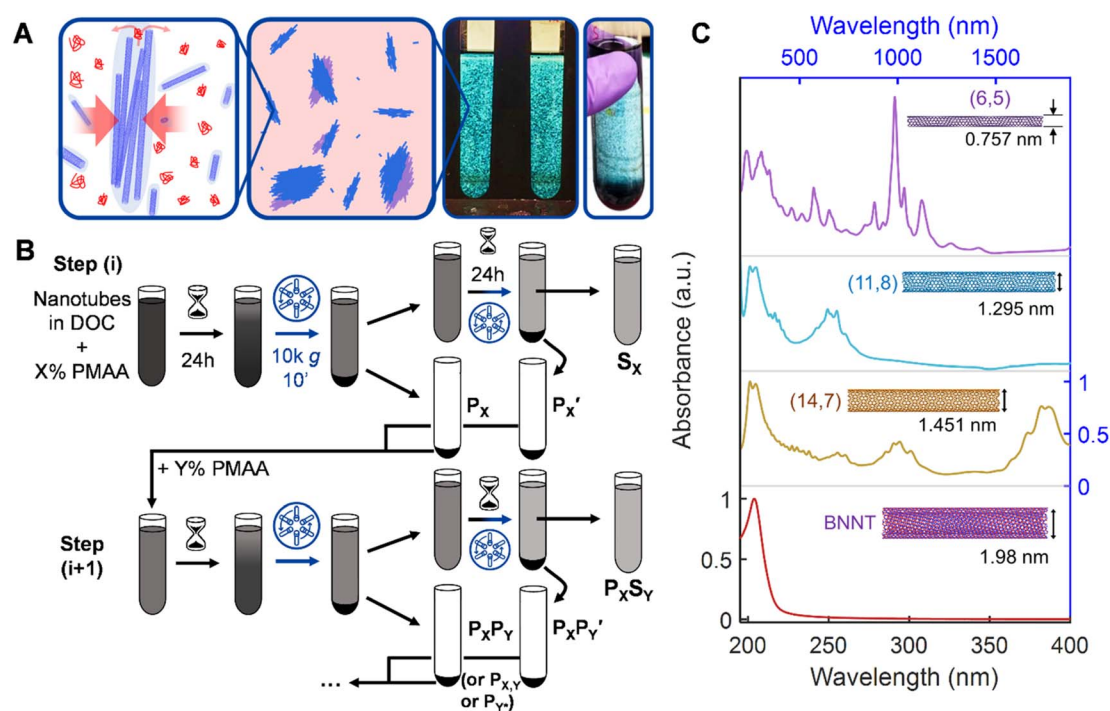 A
B
Step (i)
Nanotubes
in DOC
+
X% PMAA
24h
10k g
10'
24h
S_X
P_X
P_X'
+ Y% PMAA
Step
(i+1)
P_XS_Y
P_XP_Y
P_XP_Y'
(or P_X,Y
or P_Y*)
...
C
Wavelength (nm)
500 1000 1500
(6,5)
0.757 nm
(11,8)
1.295 nm
(14,7)
1.451 nm
1
0.5
0
BNNT
1.98 nm
1
0.5
0
Absorbance (a.u.)
200 250 300 350 400
Wavelength (nm)